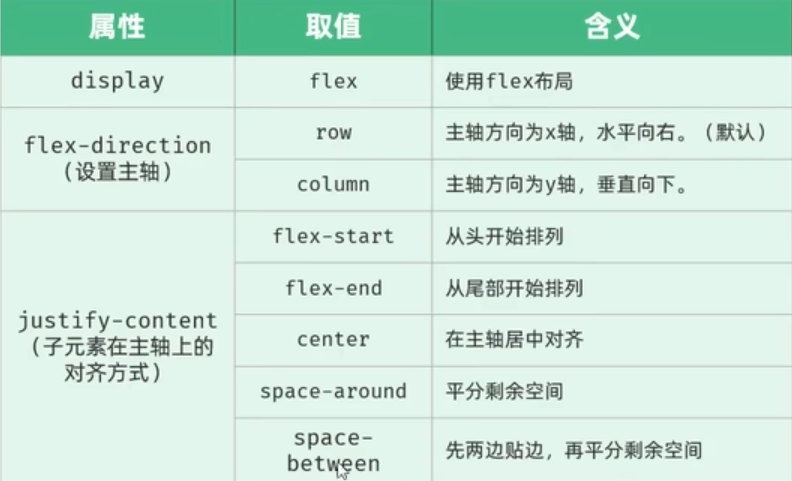 属性 取值 含义
display flex 使用flex布局
flex-direction
(设置主轴)
row 主轴方向为x轴，水平向右。（默认）
column 主轴方向为y轴，垂直向下。
justify-content
(子元素在主轴上的
对齐方式)
flex-start 从头开始排列
flex-end 从尾部开始排列
center 在主轴居中对齐
space-around 平分剩余空间
space-
between
先两边贴边，再平分剩余空间